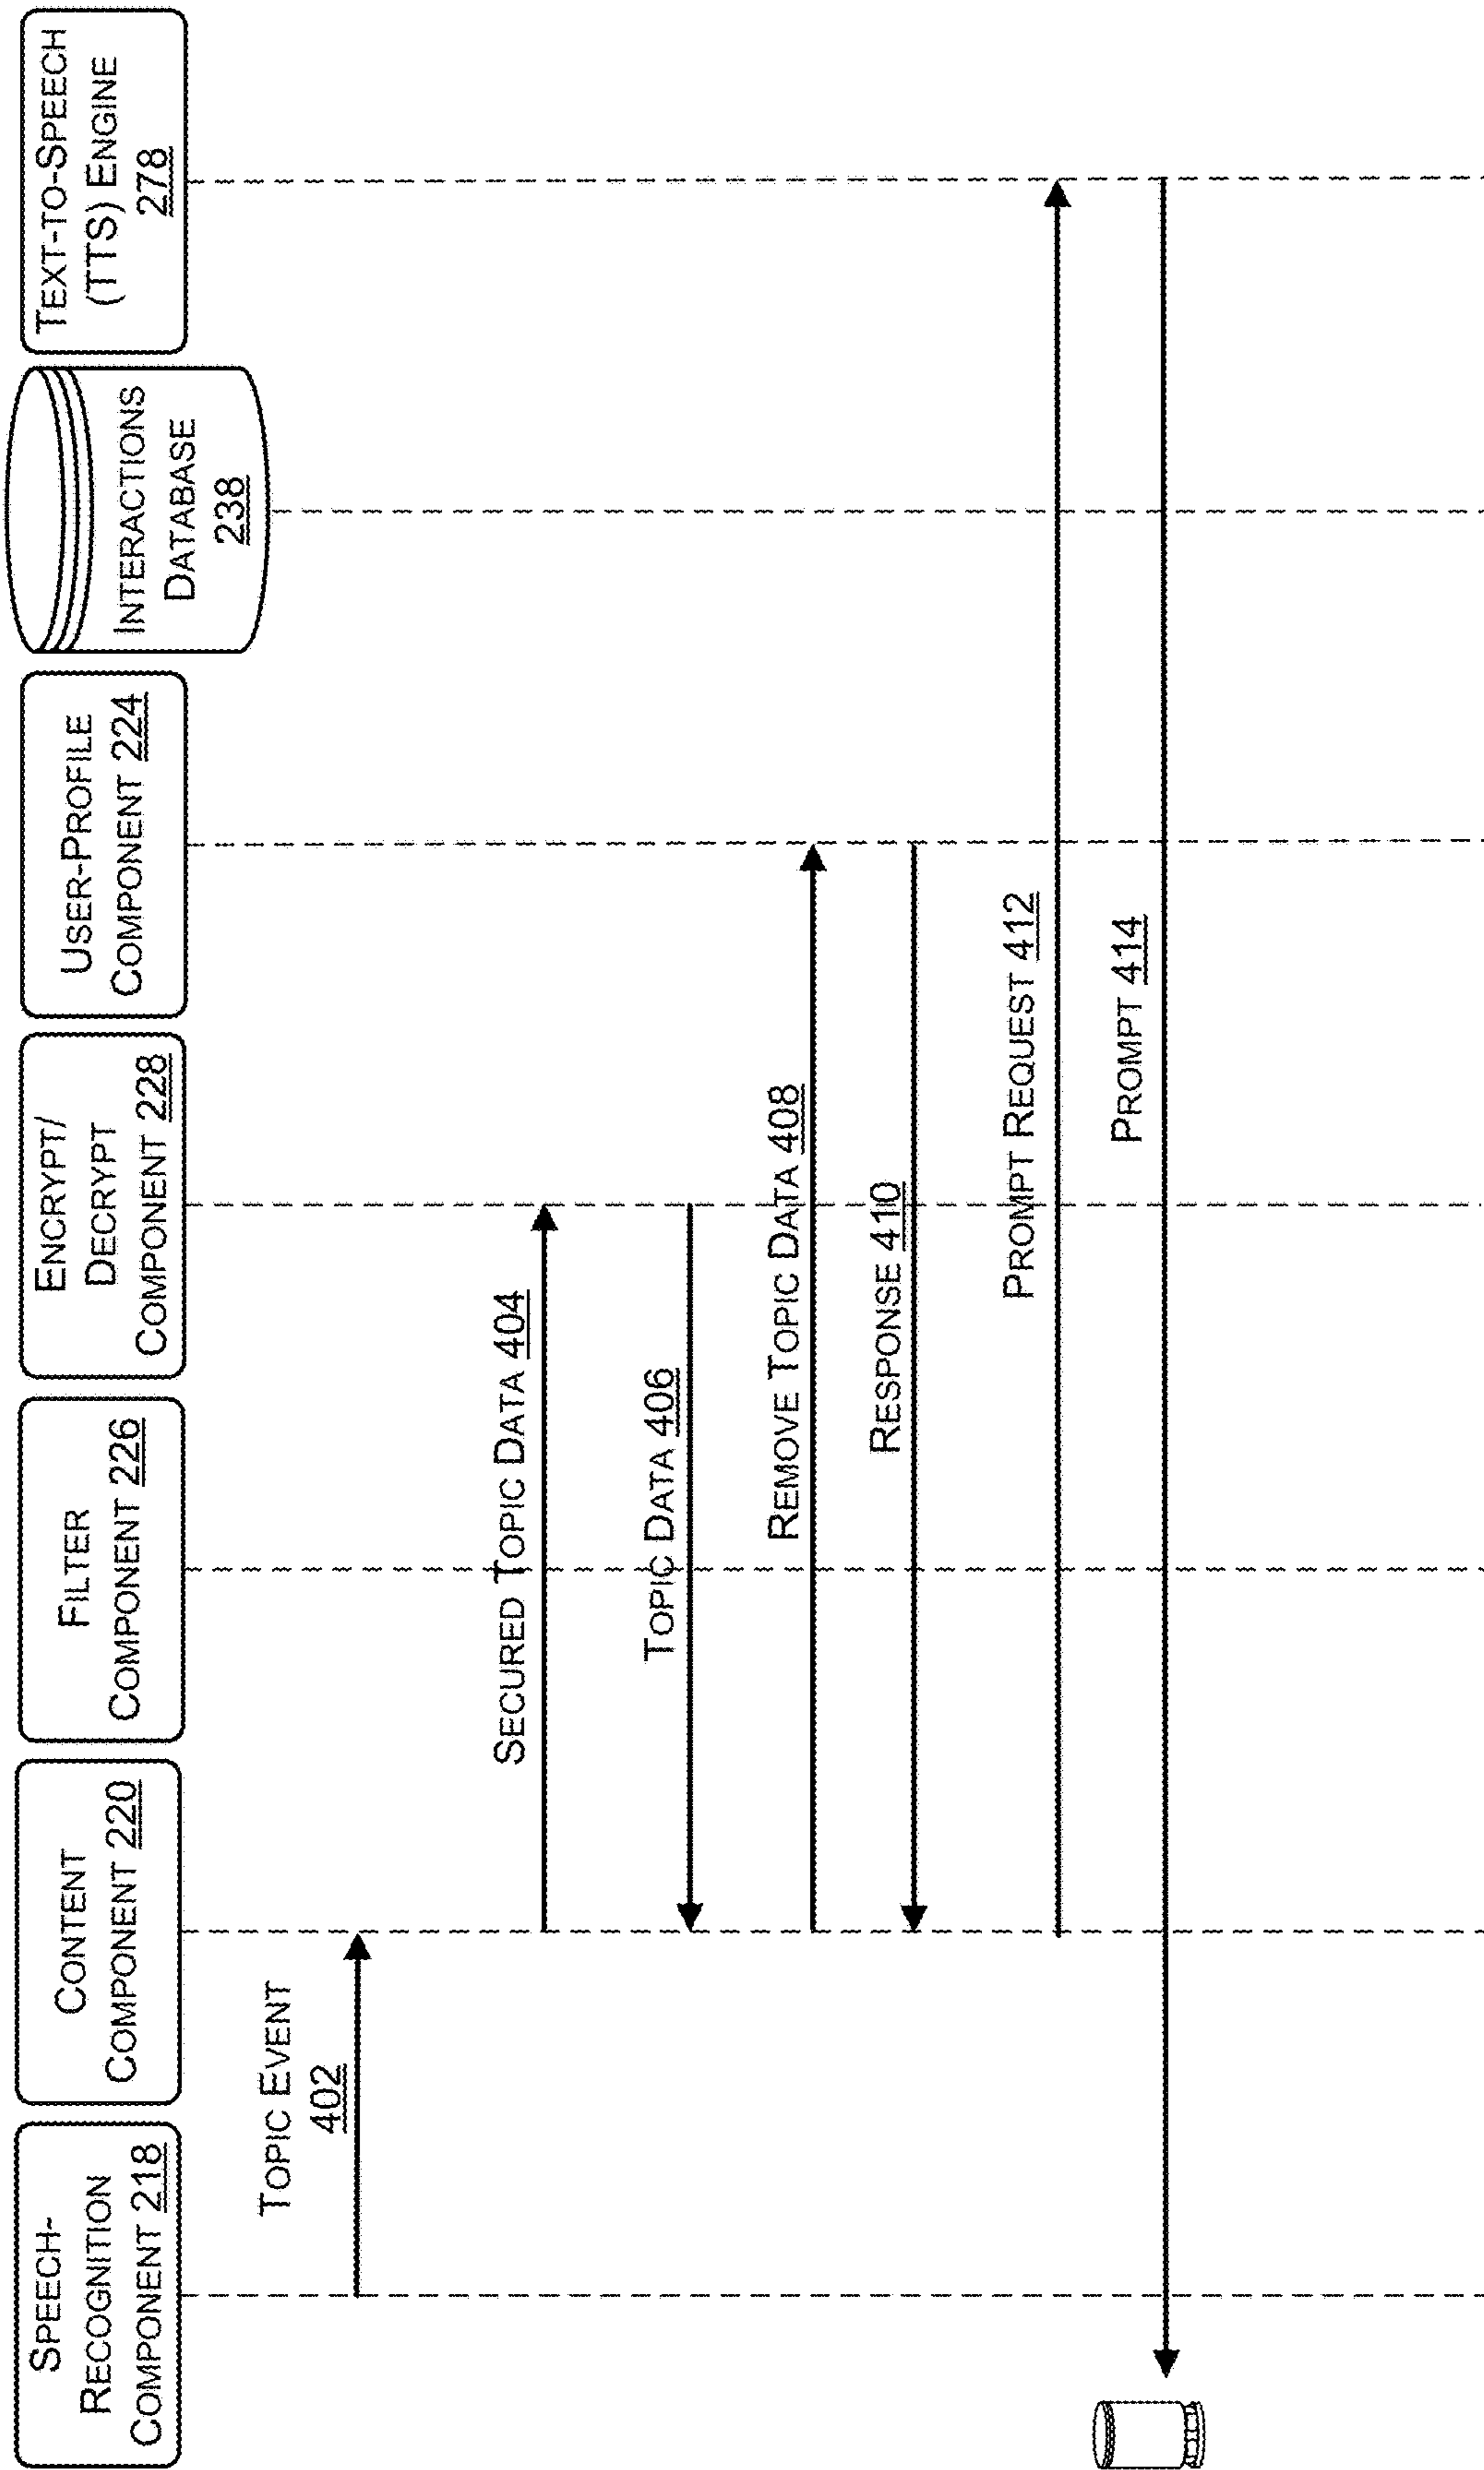 SPEECH-
RECOGNITION
COMPONENT 218
CONTENT
COMPONENT 220
FILTER
COMPONENT 226
ENCRYPT/
DECRYPT
COMPONENT 228
USER-PROFILE
COMPONENT 224
INTERACTIONS
DATABASE
238
TEXT-TO-SPEECH
(TTS) ENGINE
278
TOPIC EVENT
402
SECURED TOPIC DATA 404
TOPIC DATA 406
REMOVE TOPIC DATA 408
RESPONSE 410
PROMPT REQUEST 412
PROMPT 414